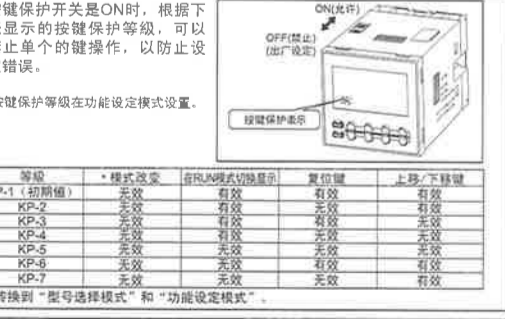 键保护开关是ON时，根据下
显示的按键保护等级，可以
止单个的键操作，以防止设
错误。
按键保护等级在功能设定模式设置。
ON(允许)
OFF(禁止)
(出厂设定)
按键保护表示
等级 *模式改变 在RUN模式切换显示 复位键 上移/下移键
P-1（初期值） 无效 有效 有效 有效
KP-2 无效 有效 无效 有效
KP-3 无效 有效 有效 无效
KP-4 无效 有效 无效 无效
KP-5 无效 无效 无效 无效
KP-6 无效 无效 有效 有效
KP-7 无效 无效 无效 有效
转换到“型号选择模式”和“功能设定模式”.